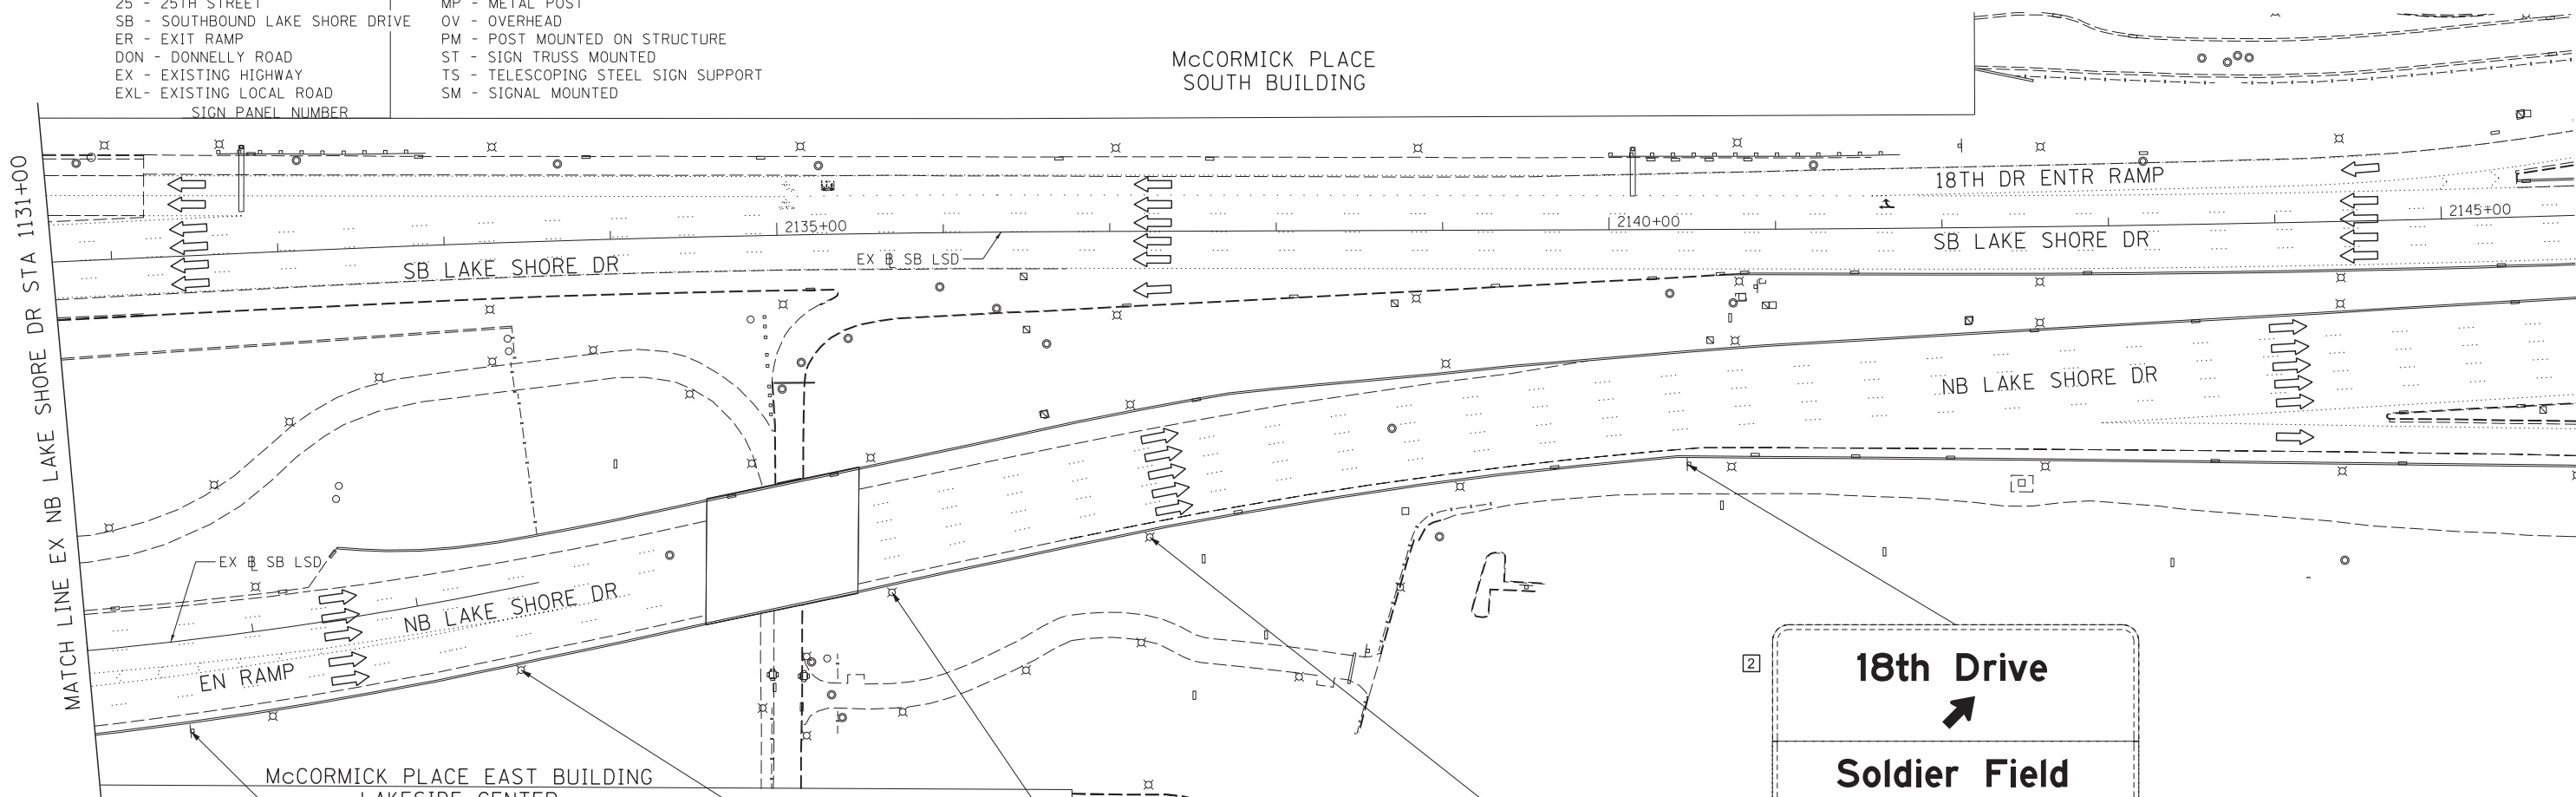 25 - 25TH STREET
SB - SOUTHBOUND LAKE SHORE DRIVE
ER - EXIT RAMP
DON - DONNELLY ROAD
EX - EXISTING HIGHWAY
EXL- EXISTING LOCAL ROAD
SIGN PANEL NUMBER
MP - METAL POST
OV - OVERHEAD
PM - POST MOUNTED ON STRUCTURE
ST - SIGN TRUSS MOUNTED
TS - TELESCOPING STEEL SIGN SUPPORT
SM - SIGNAL MOUNTED
McCORMICK PLACE
SOUTH BUILDING
MATCH LINE EX NB LAKE SHORE DR STA 1131+00
18TH DR ENTR RAMP
2135+00
2140+00
2145+00
SB LAKE SHORE DR
EX B SB LSD
SB LAKE SHORE DR
NB LAKE SHORE DR
EX B SB LSD
NB LAKE SHORE DR
EN RAMP
2
18th Drive
Soldier Field
McCORMICK PLACE EAST BUILDING
LAKESIDE CENTER